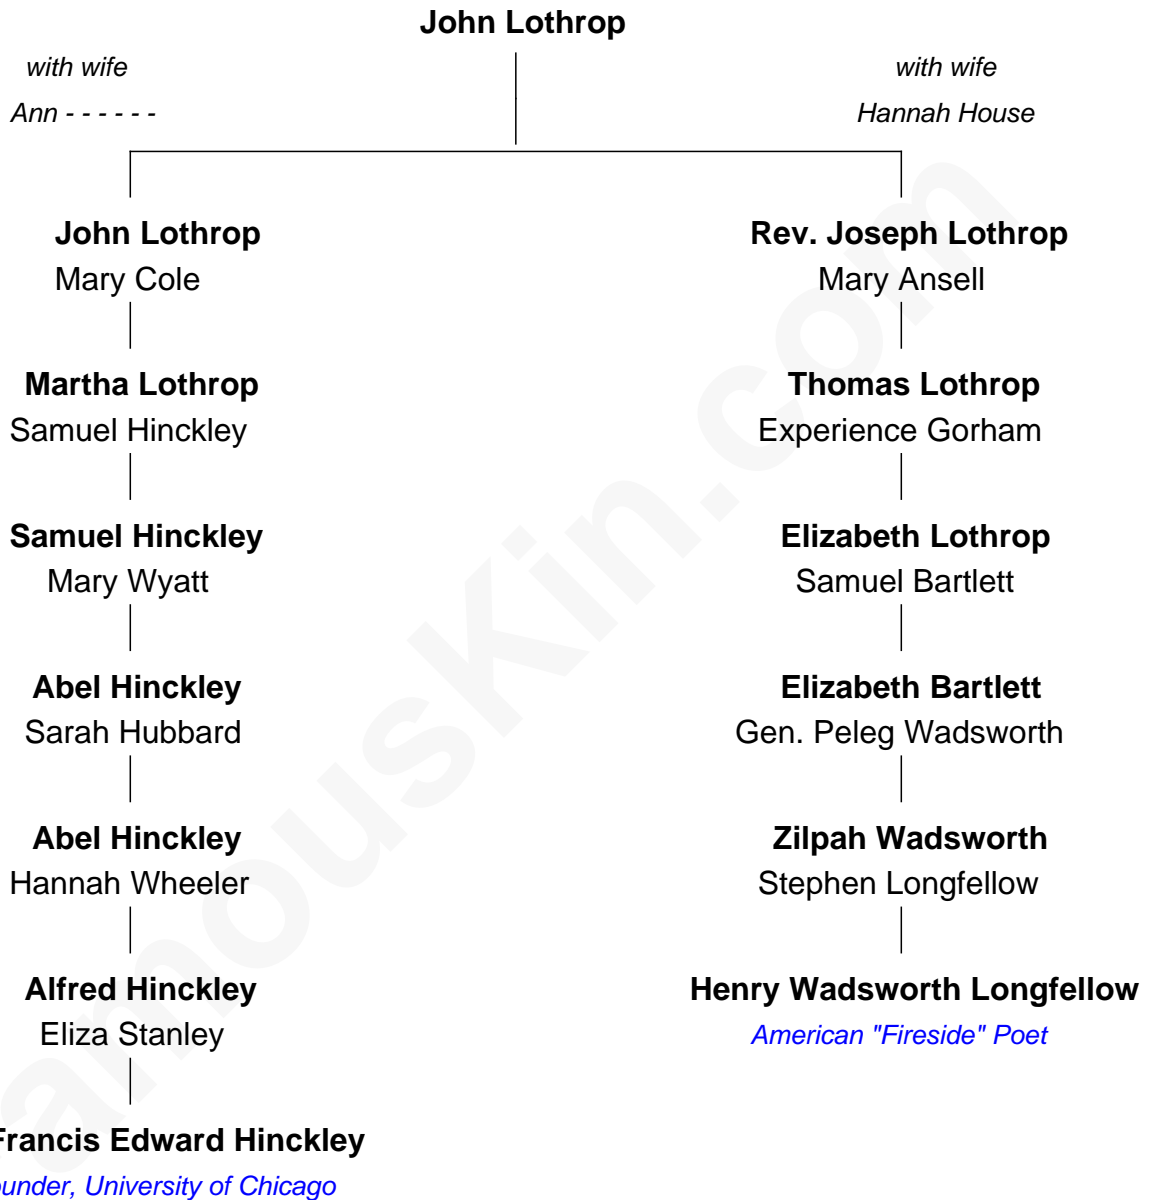 John Lothrop
with wife
with wife
Ann - - - - - -
Hannah House
John Lothrop
Rev. Joseph Lothrop
Mary Cole
Mary Ansell
Martha Lothrop
Thomas Lothrop
Samuel Hinckley
Experience Gorham
Samuel Hinckley
Elizabeth Lothrop
Mary Wyatt
Samuel Bartlett
Abel Hinckley
Elizabeth Bartlett
Sarah Hubbard
Gen. Peleg Wadsworth
Abel Hinckley
Zilpah Wadsworth
Hannah Wheeler
Stephen Longfellow
Alfred Hinckley
Henry Wadsworth Longfellow
Eliza Stanley
American "Fireside" Poet
Francis Edward Hinckley
ounder, University of Chicago
amousKin.com